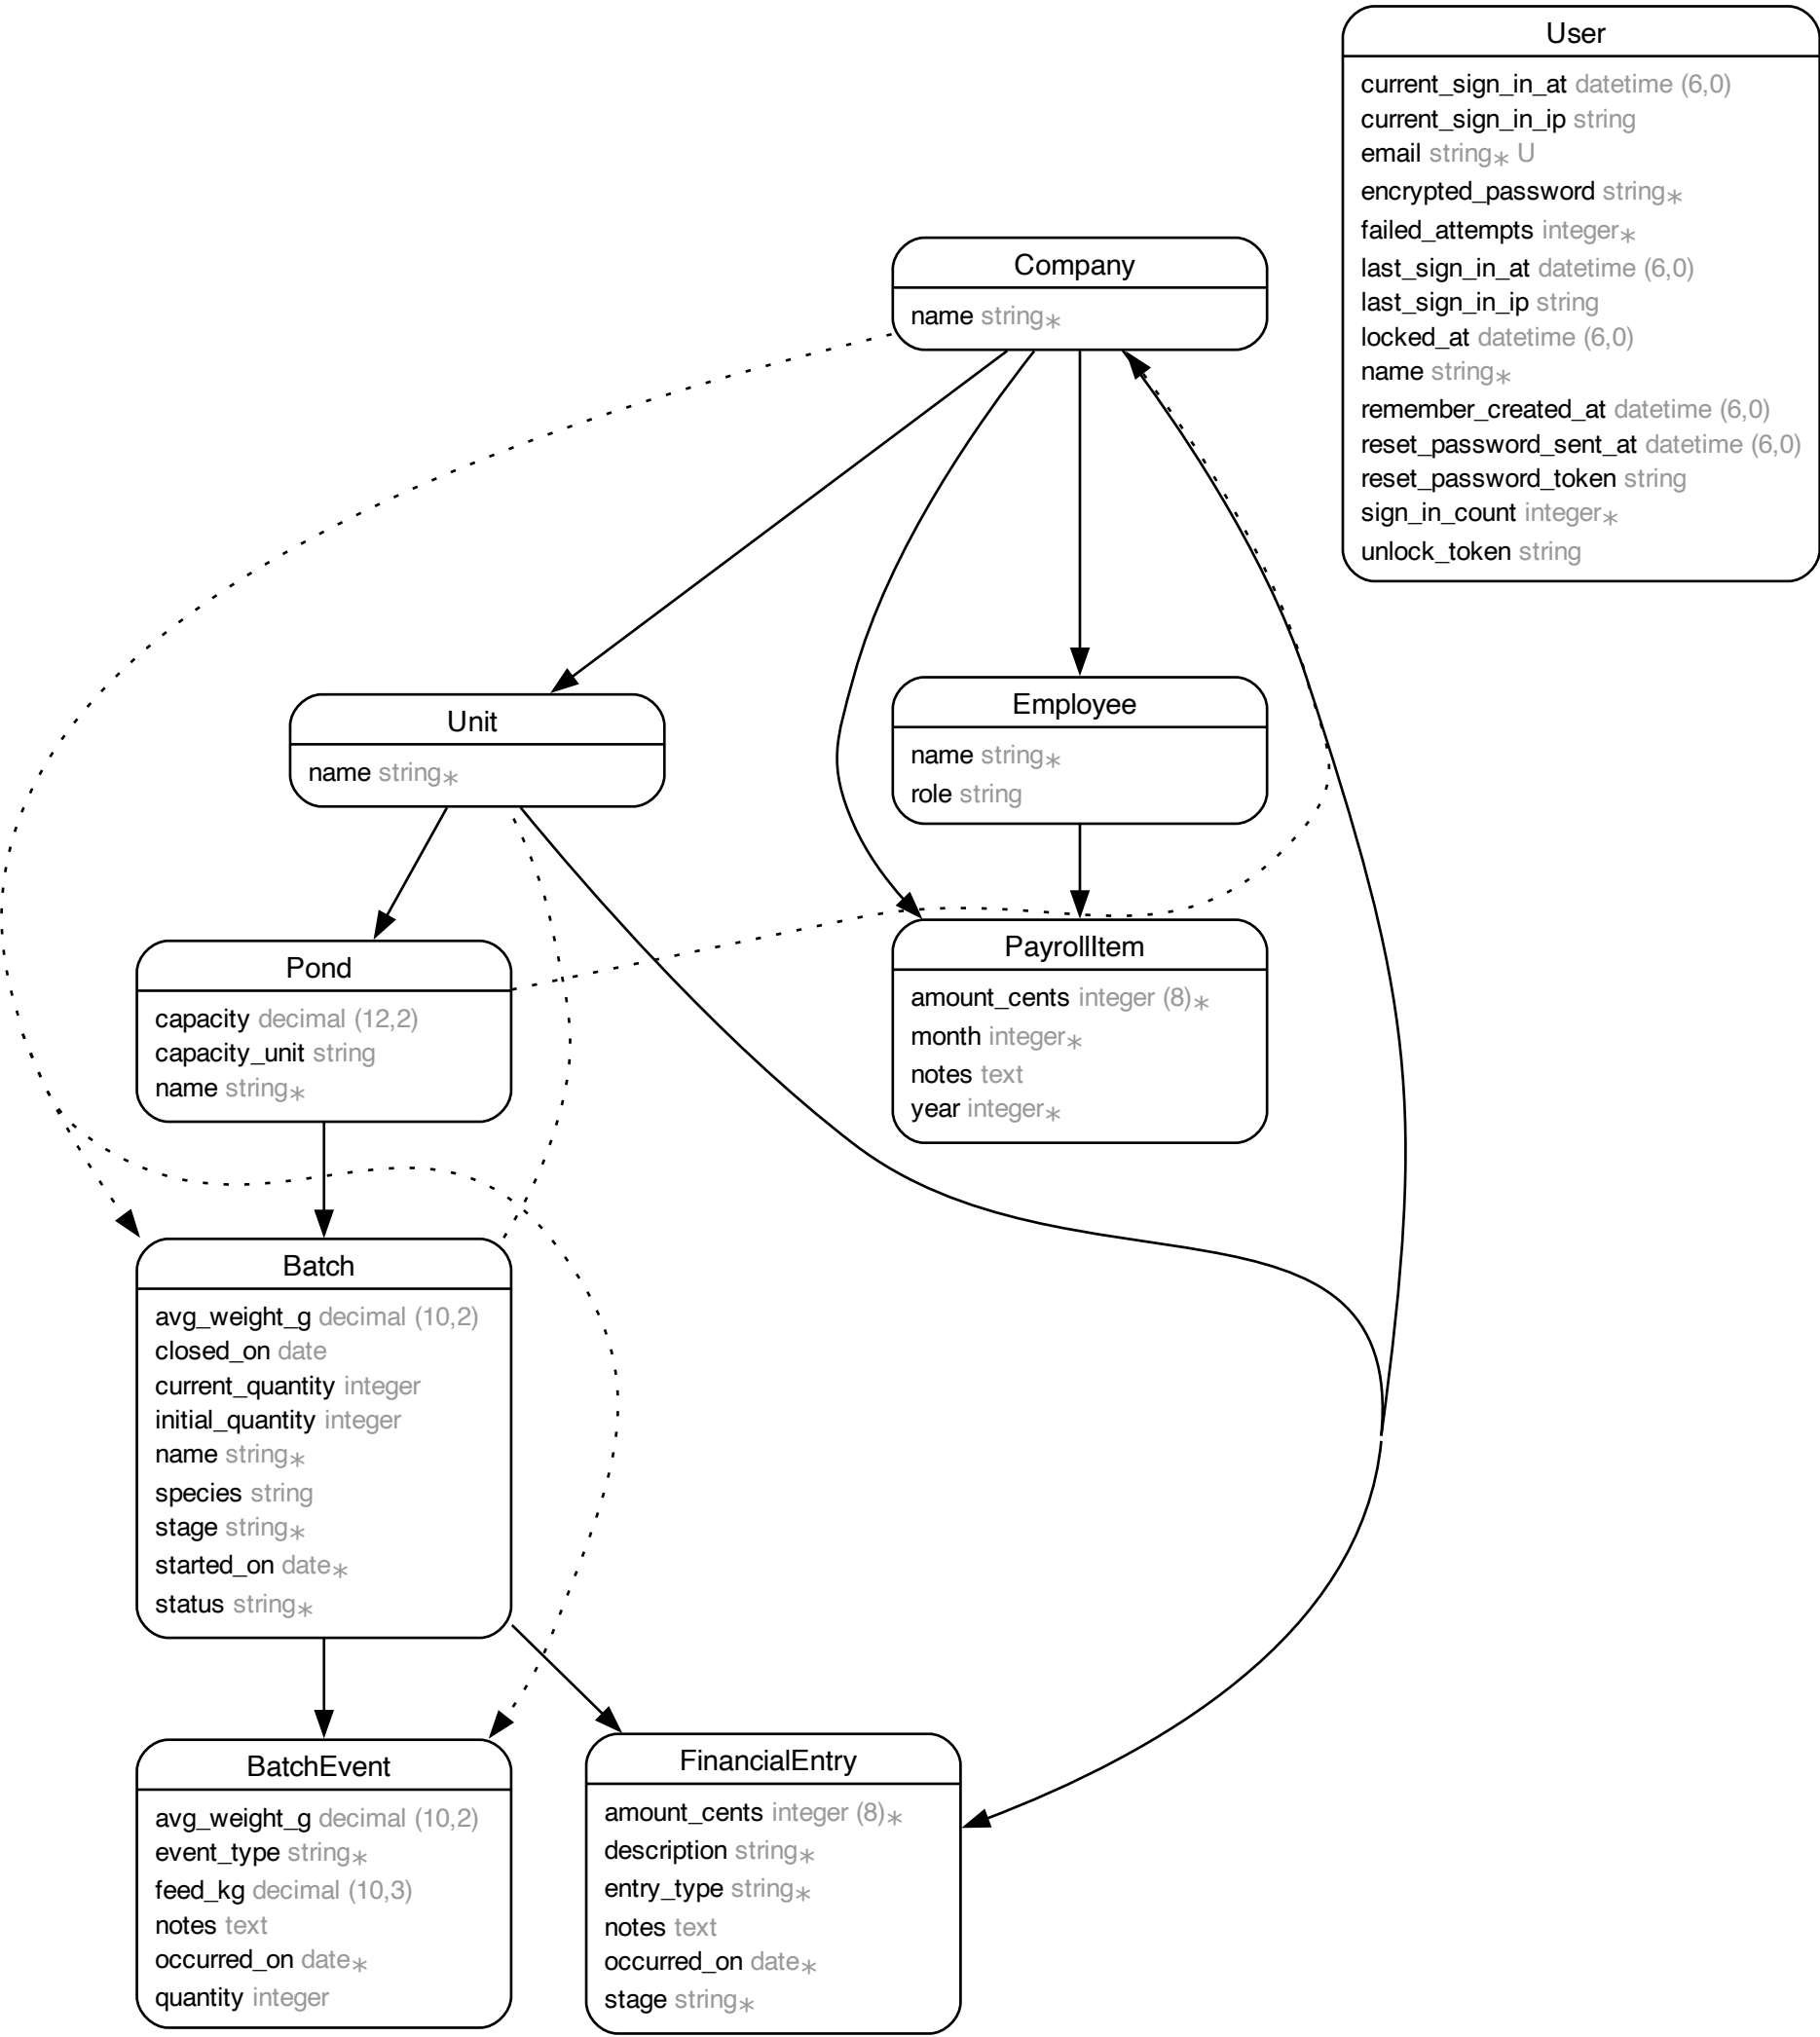 User
current_sign_in_at datetime (6,0)
current_sign_in_ip string
email string∗ U
encrypted_password string∗
failed_attempts integer∗
last_sign_in_at datetime (6,0)
last_sign_in_ip string
locked_at datetime (6,0)
name string∗
remember_created_at datetime (6,0)
reset_password_sent_at datetime (6,0)
reset_password_token string
sign_in_count integer∗
unlock_token string
Company
name string∗
Unit
name string∗
Employee
name string∗
role string
Pond
capacity decimal (12,2)
capacity_unit string
name string∗
PayrollItem
amount_cents integer (8)∗
month integer∗
notes text
year integer∗
Batch
avg_weight_g decimal (10,2)
closed_on date
current_quantity integer
initial_quantity integer
name string∗
species string
stage string∗
started_on date∗
status string∗
BatchEvent
avg_weight_g decimal (10,2)
event_type string∗
feed_kg decimal (10,3)
notes text
occurred_on date∗
quantity integer
FinancialEntry
amount_cents integer (8)∗
description string∗
entry_type string∗
notes text
occurred_on date∗
stage string∗